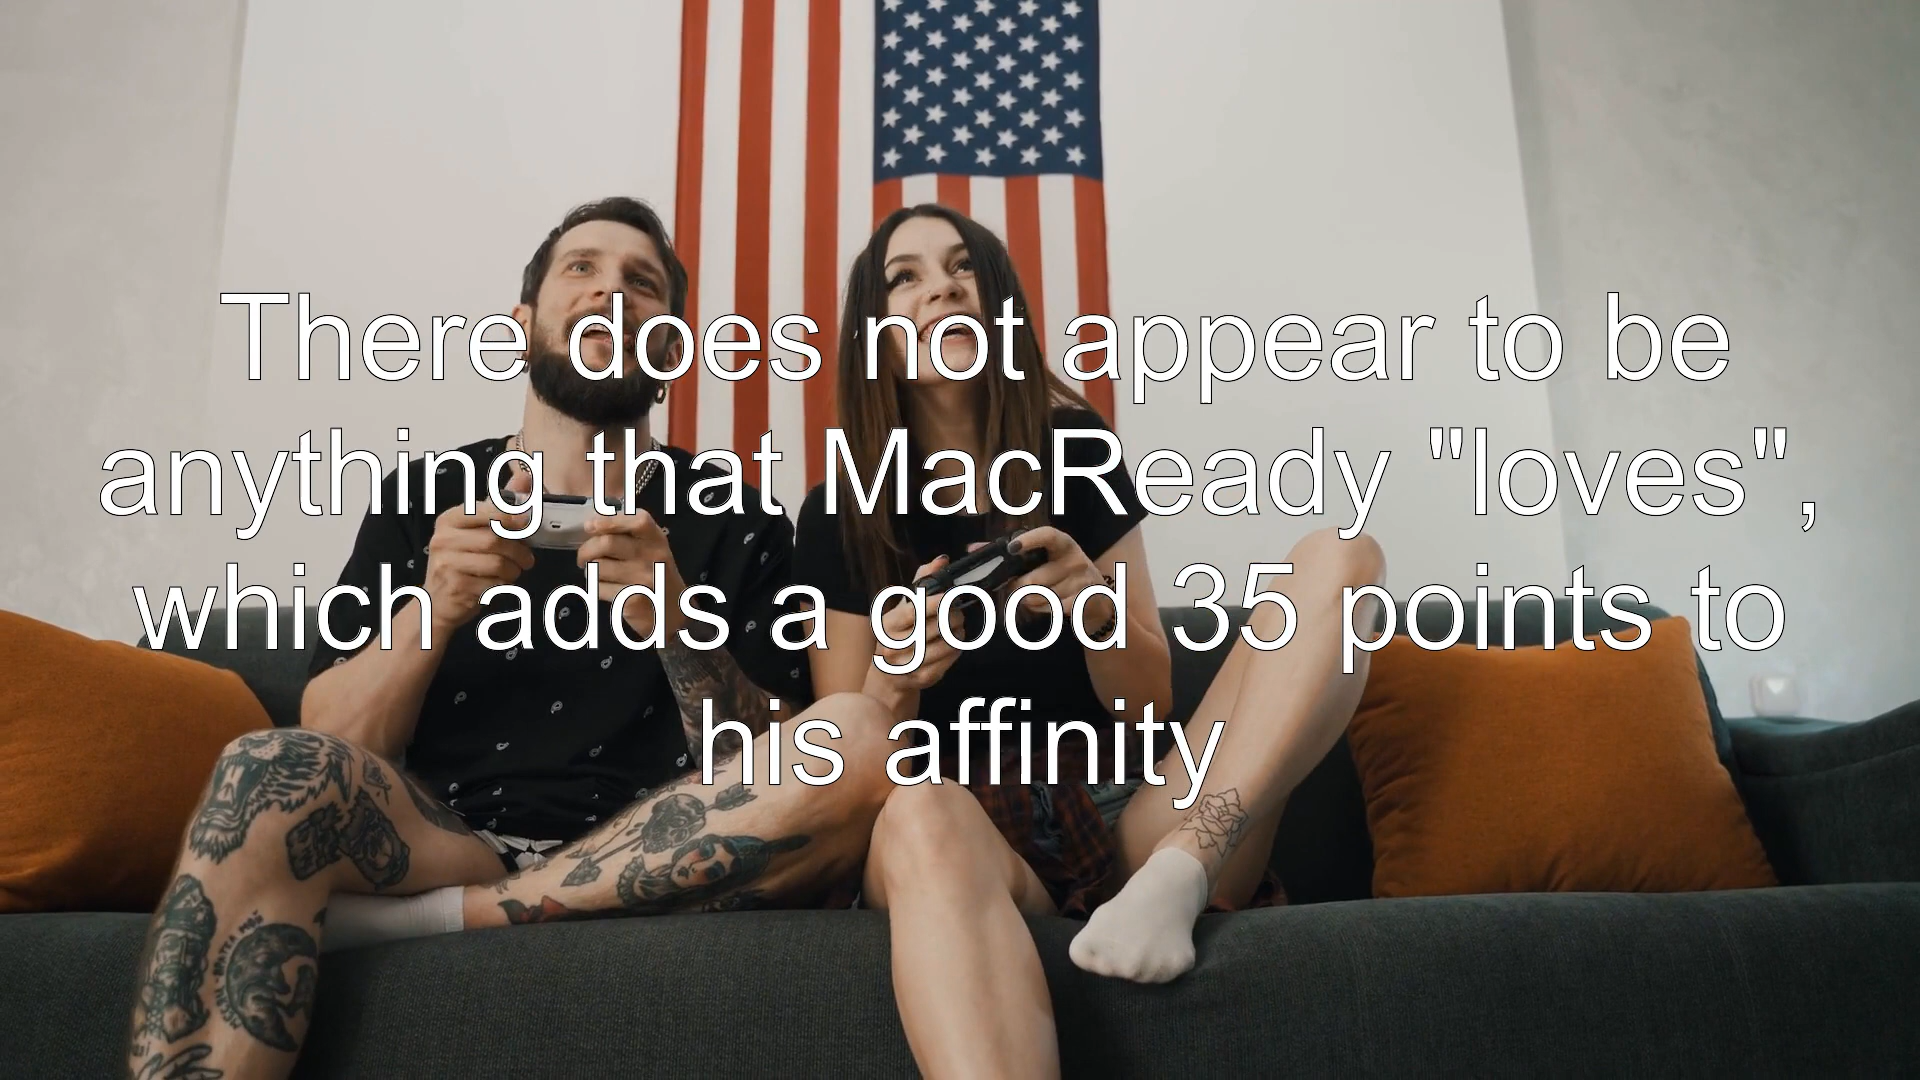 There does not appear to be
anything that MacReady "loves",
which adds a good 35 points to
his affinity